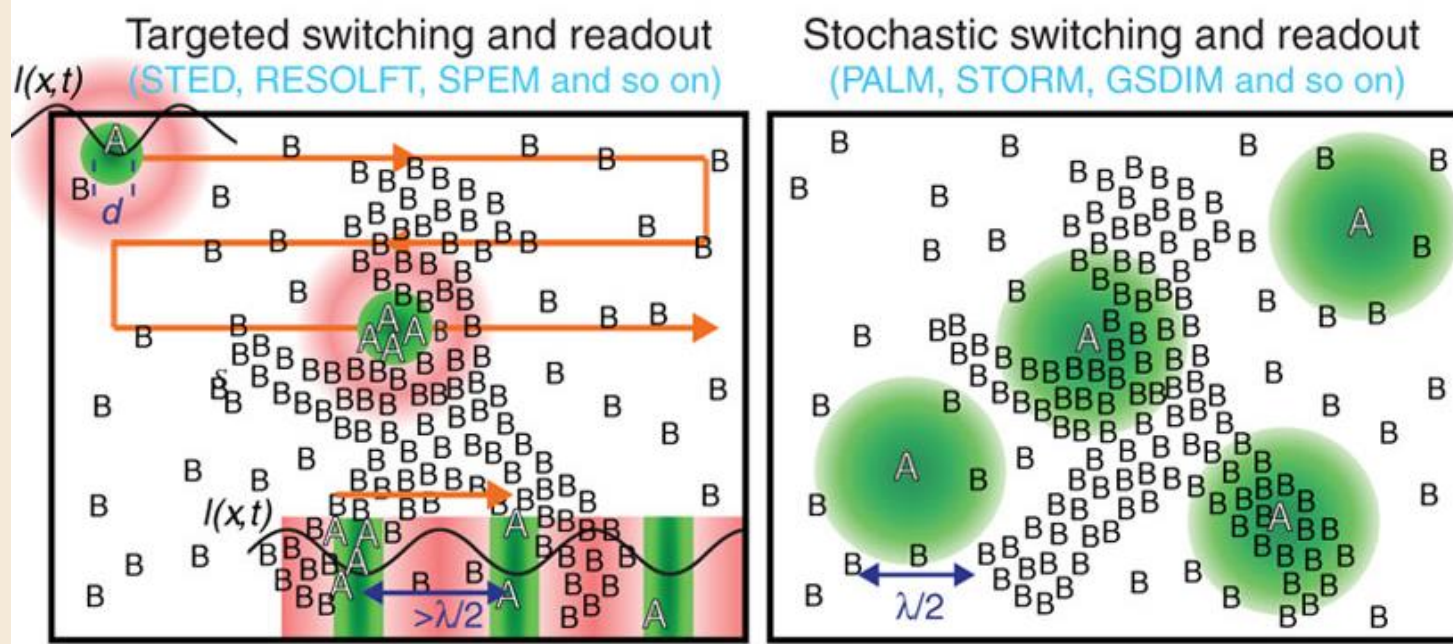 Targeted switching and readout
(STED, RESOLFT, SPEM and so on)
I(x,t)
A
B
d
I(x,t)
>λ/2
Stochastic switching and readout
(PALM, STORM, GSDIM and so on)
A
B
λ/2